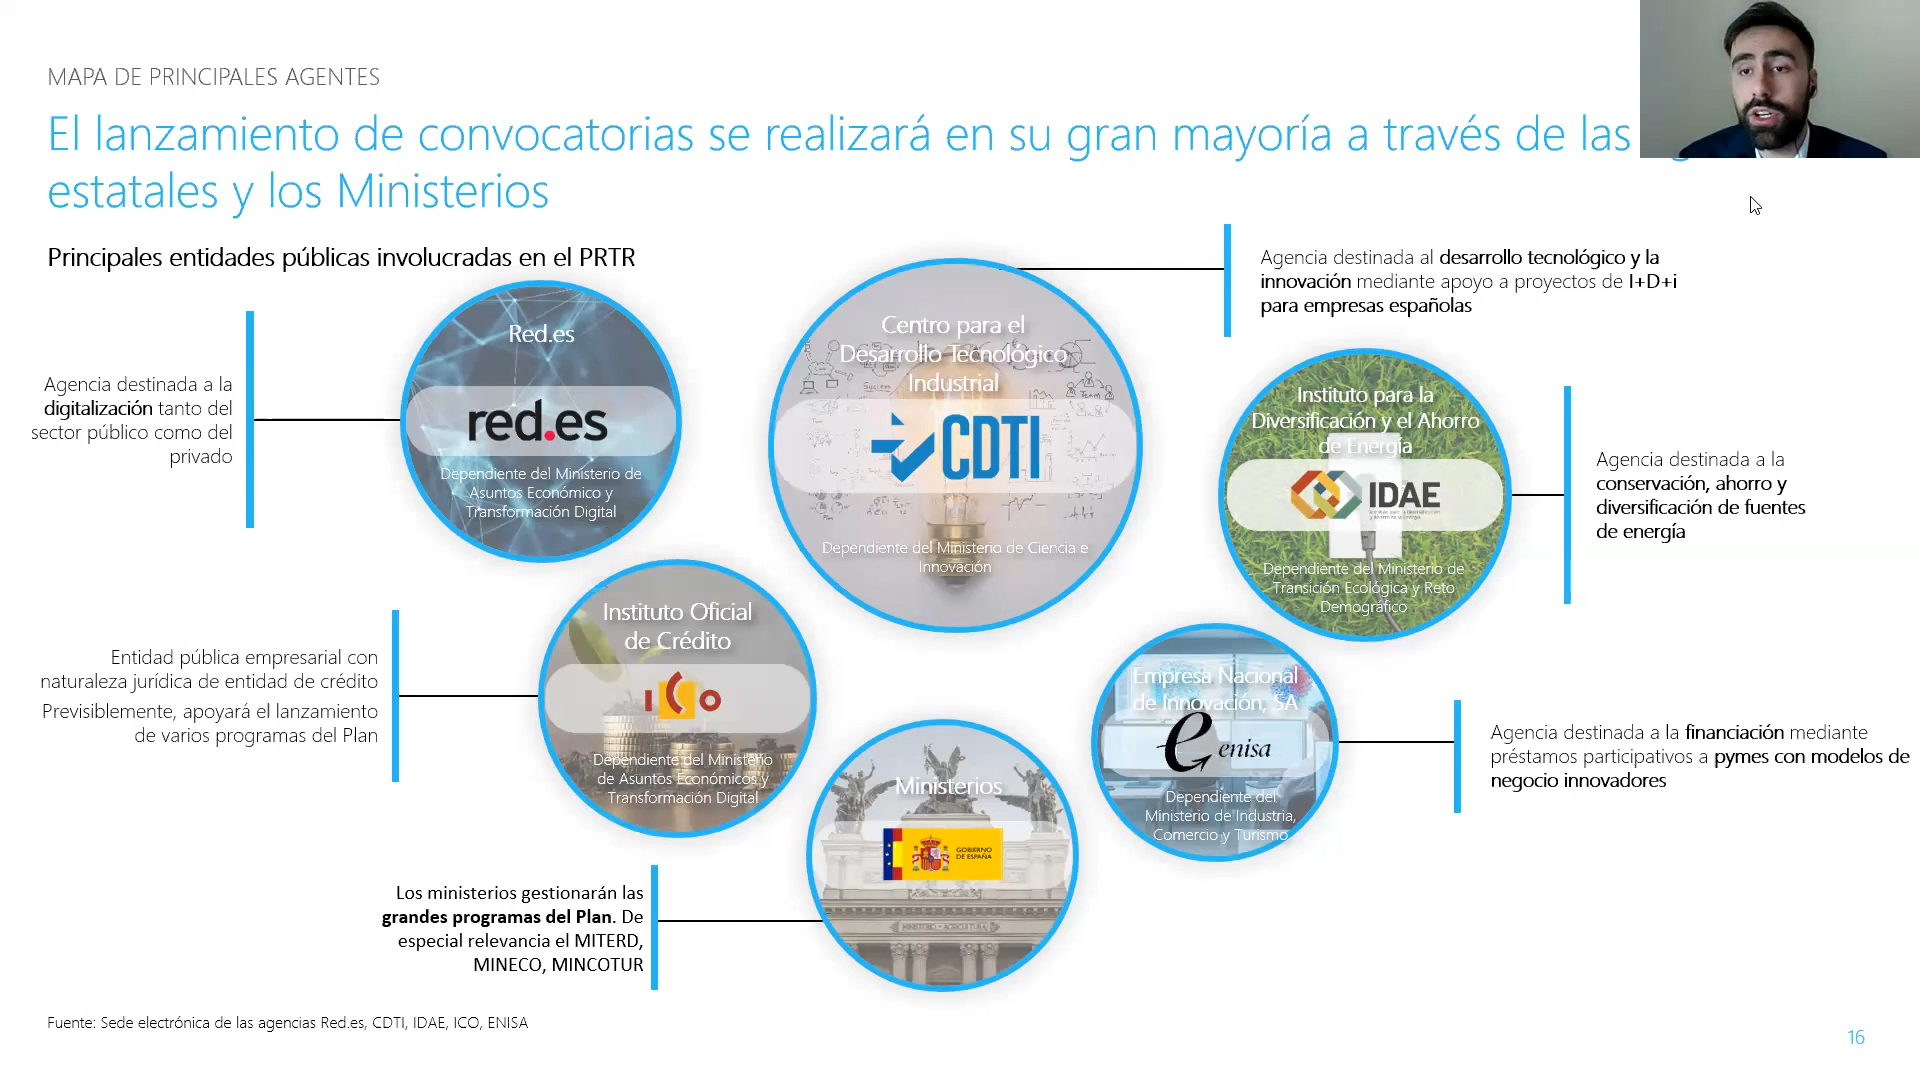 MAPA DE PRINCIPALES AGENTES
El lanzamiento de convocatorias se realizará en su gran mayoría a través de las
estatales y los Ministerios
Principales entidades públicas involucradas en el PRTR
Agencia destinada a la
digitalización tanto del
sector público como del
privado
Red.es
red.es
Dependiente del Ministerio de
Asuntos Económico y
Transformación Digital
Centro para el
Desarrollo Tecnológico
Industrial
CDTI
Dependiente del Ministerio de Ciencia e
Innovación
Agencia destinada al desarrollo tecnológico y la
innovación mediante apoyo a proyectos de I+D+i
para empresas españolas
Instituto para la
Diversificación y el Ahorro
de Energía
IDAE
Dependiente del Ministerio de
Transición Ecológica y Reto
Demográfico
Agencia destinada a la
conservación, ahorro y
diversificación de fuentes
de energía
Entidad pública empresarial con
naturaleza jurídica de entidad de crédito
Previsiblemente, apoyará el lanzamiento
de varios programas del Plan
Instituto Oficial
de Crédito
ICO
Dependiente del Ministerio
de Asuntos Económicos y
Transformación Digital
Empresa Nacional
de Innovación, SA
enisa
Dependiente del
Ministerio de Industria,
Comercio y Turismo
Agencia destinada a la financiación mediante
préstamos participativos a pymes con modelos de
negocio innovadores
Los ministerios gestionarán las
grandes programas del Plan. De
especial relevancia el MITERD,
MINECO, MINCOTUR
Ministerios
GOBIERNO
DE ESPAÑA
Fuente: Sede electrónica de las agencias Red.es, CDTI, IDAE, ICO, ENISA
16